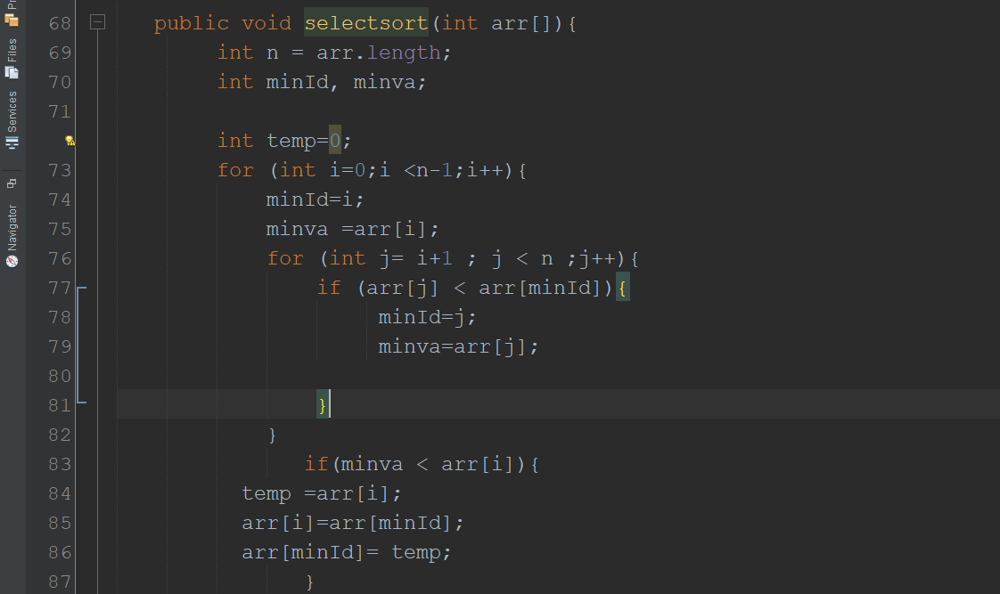 Files
Services
Navigator
68 public void selectsort(int arr[]){
69 int n = arr.length;
70 int minId, minva;
71
int temp=0;
73 for (int i=0;i <n-1;i++){
74 minId=i;
75 minva =arr[i];
76 for (int j= i+1 ; j < n ;j++){
77 if (arr[j] < arr[minId]){
78 minId=j;
79 minva=arr[j];
80
81 }
82 }
83 if(minva < arr[i]){
84 temp =arr[i];
85 arr[i]=arr[minId];
86 arr[minId]= temp;
87 }